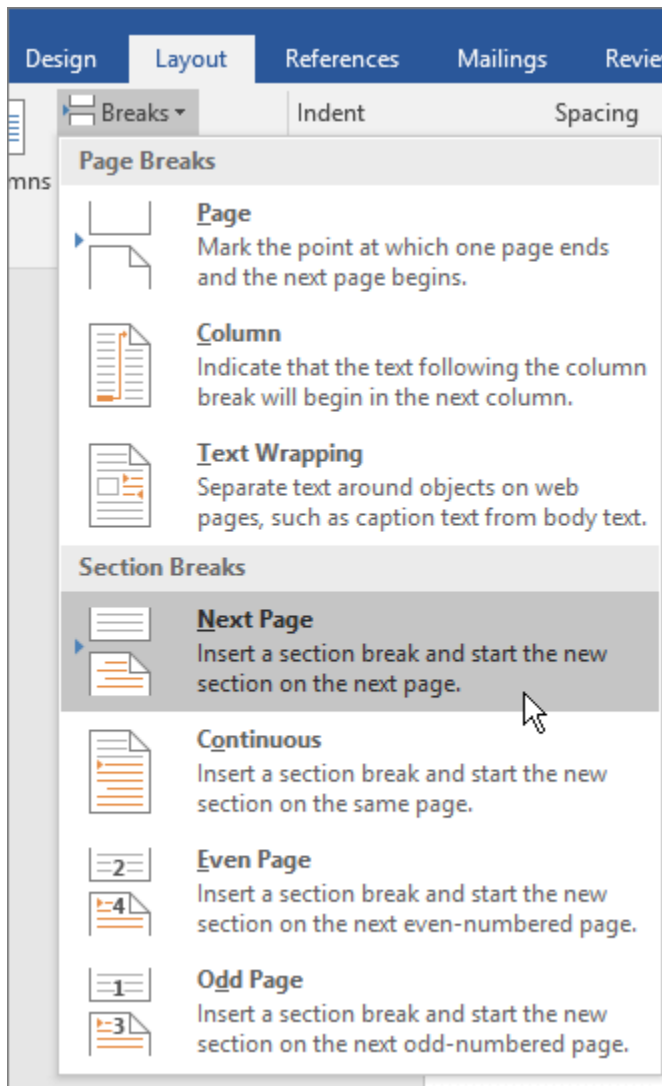 Design Layout References Mailings Revie
Breaks Indent Spacing
mns
Page Breaks
Page
Mark the point at which one page ends
and the next page begins.
Column
Indicate that the text following the column
break will begin in the next column.
Text Wrapping
Separate text around objects on web
pages, such as caption text from body text.
Section Breaks
Next Page
Insert a section break and start the new
section on the next page.
Continuous
Insert a section break and start the new
section on the same page.
2
4
Even Page
Insert a section break and start the new
section on the next even-numbered page.
1
3
Odd Page
Insert a section break and start the new
section on the next odd-numbered page.